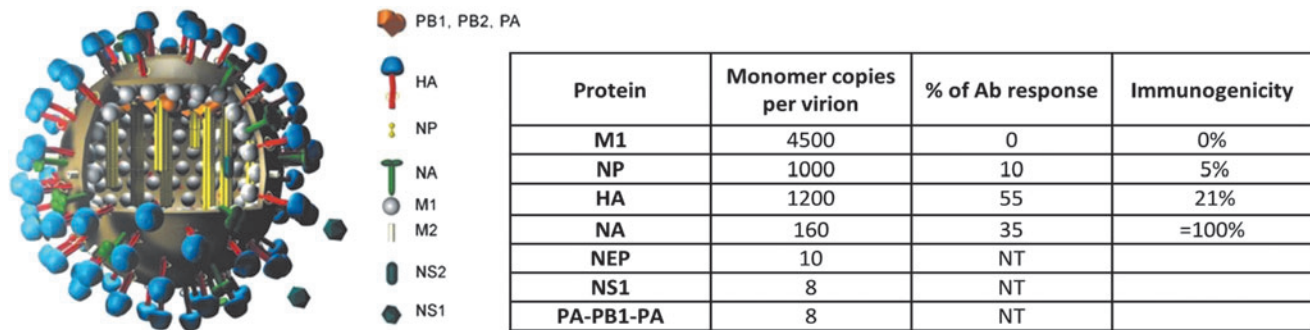 PB1, PB2, PA
HA
NP
NA
M1
M2
NS2
NS1
Protein Monomer copies per virion % of Ab response Immunogenicity
M1 4500 0 0%
NP 1000 10 5%
HA 1200 55 21%
NA 160 35 =100%
NEP 10 NT
NS1 8 NT
PA-PB1-PA 8 NT